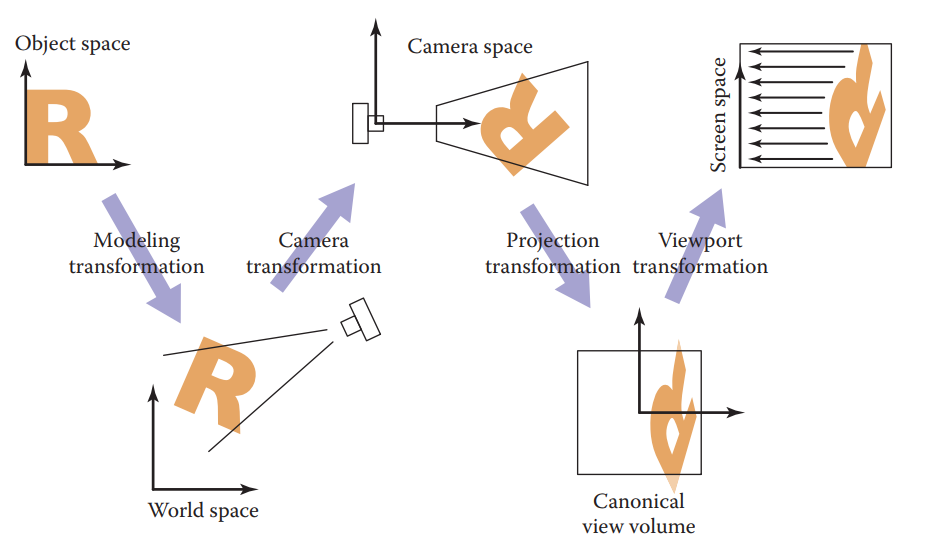 Object space
Camera space
Screen space
Modeling
transformation
Camera
transformation
Projection
transformation
Viewport
transformation
World space
Canonical
view volume